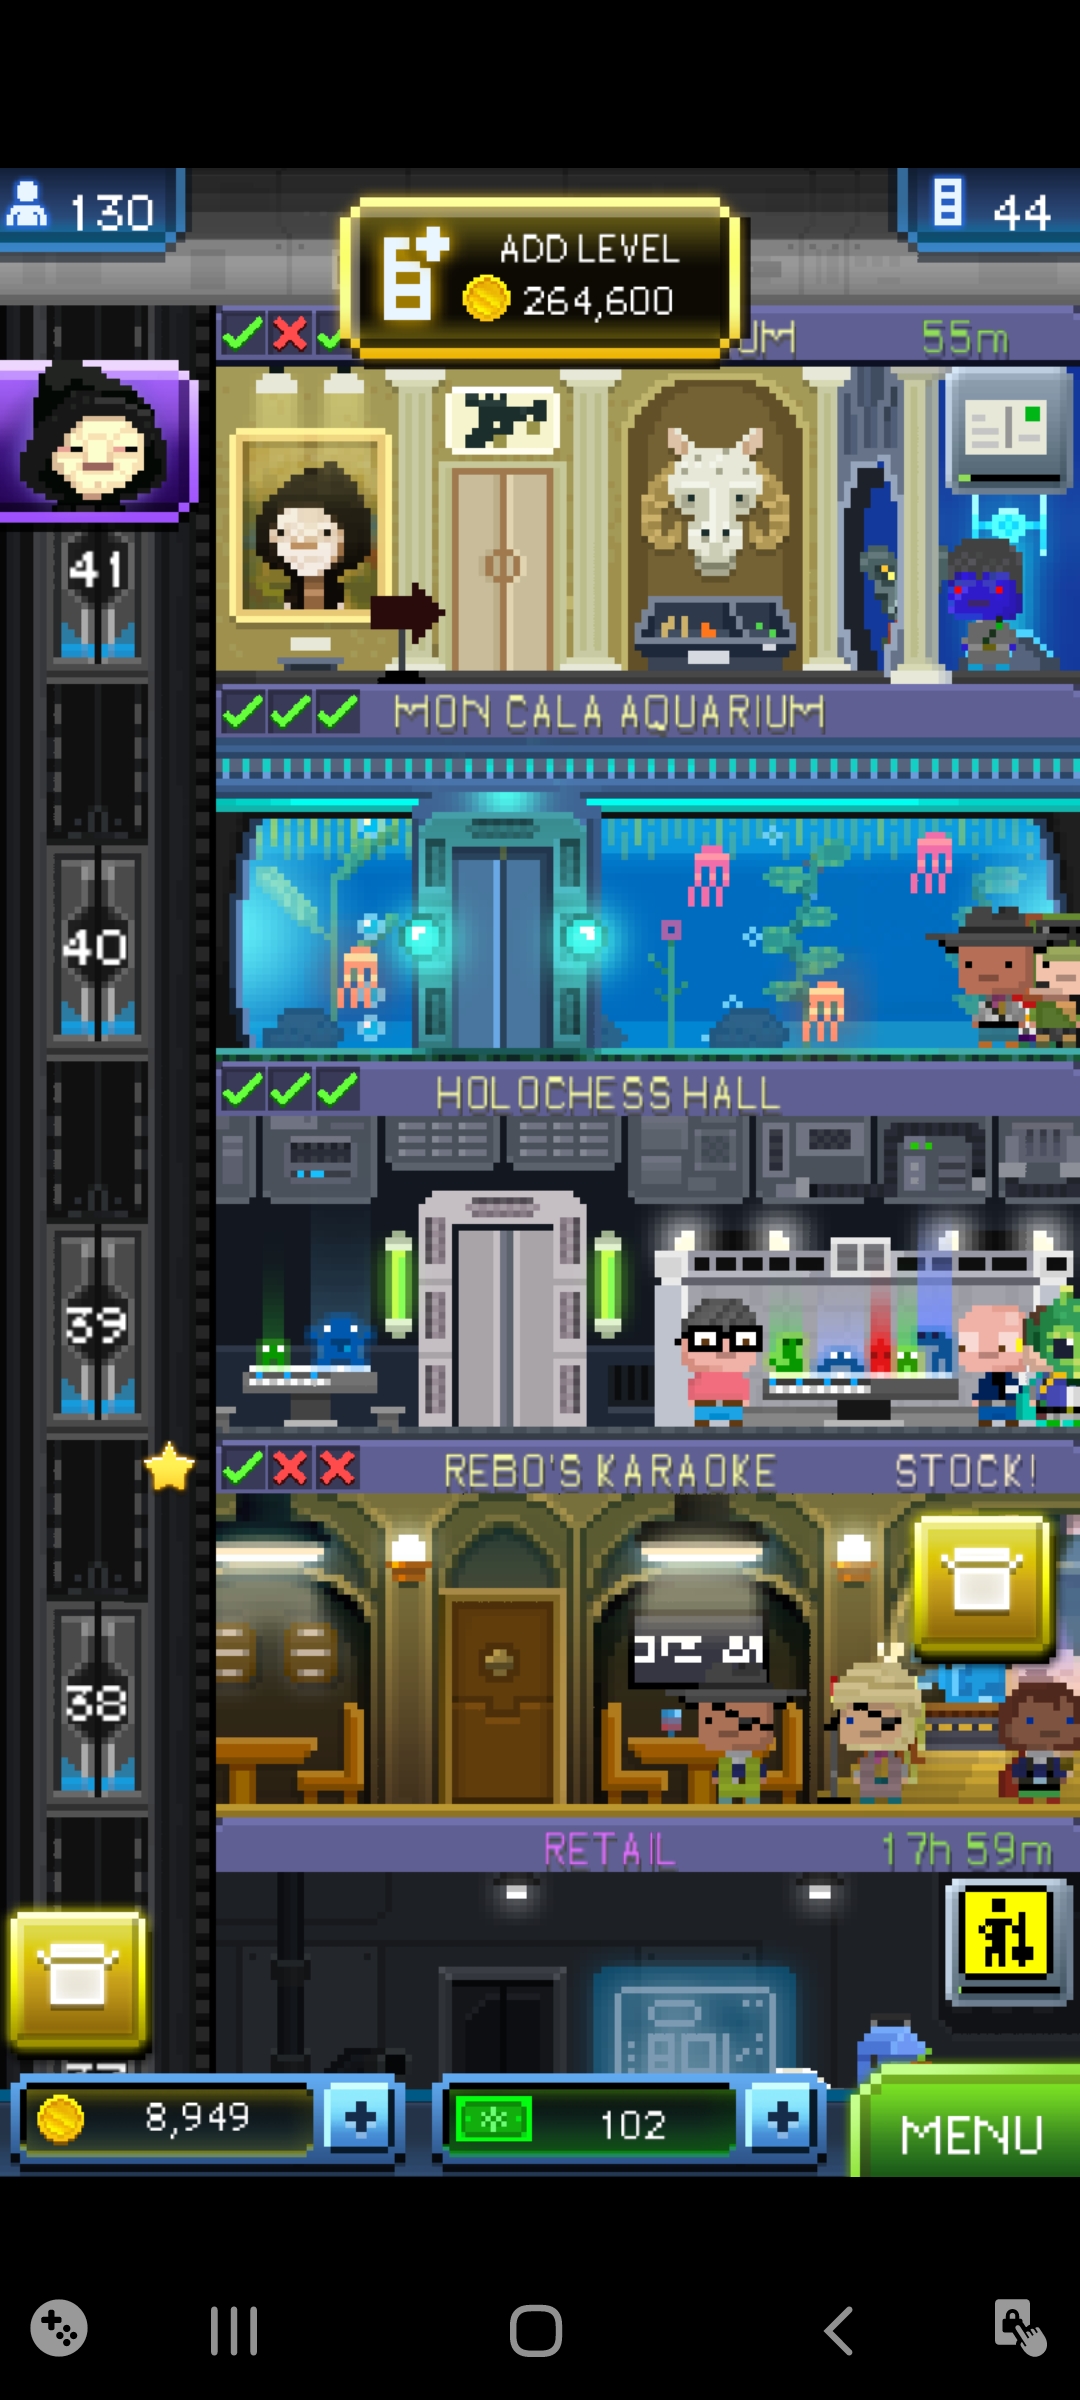 130
ADD LEVEL
264,600
44
UM
55m
41
MON CALA AQUARIUM
40
HOLOCHESS HALL
39
REBO'S KARAOKE
STOCK!
38
RETAIL
17h 59m
8,949
102
MENU